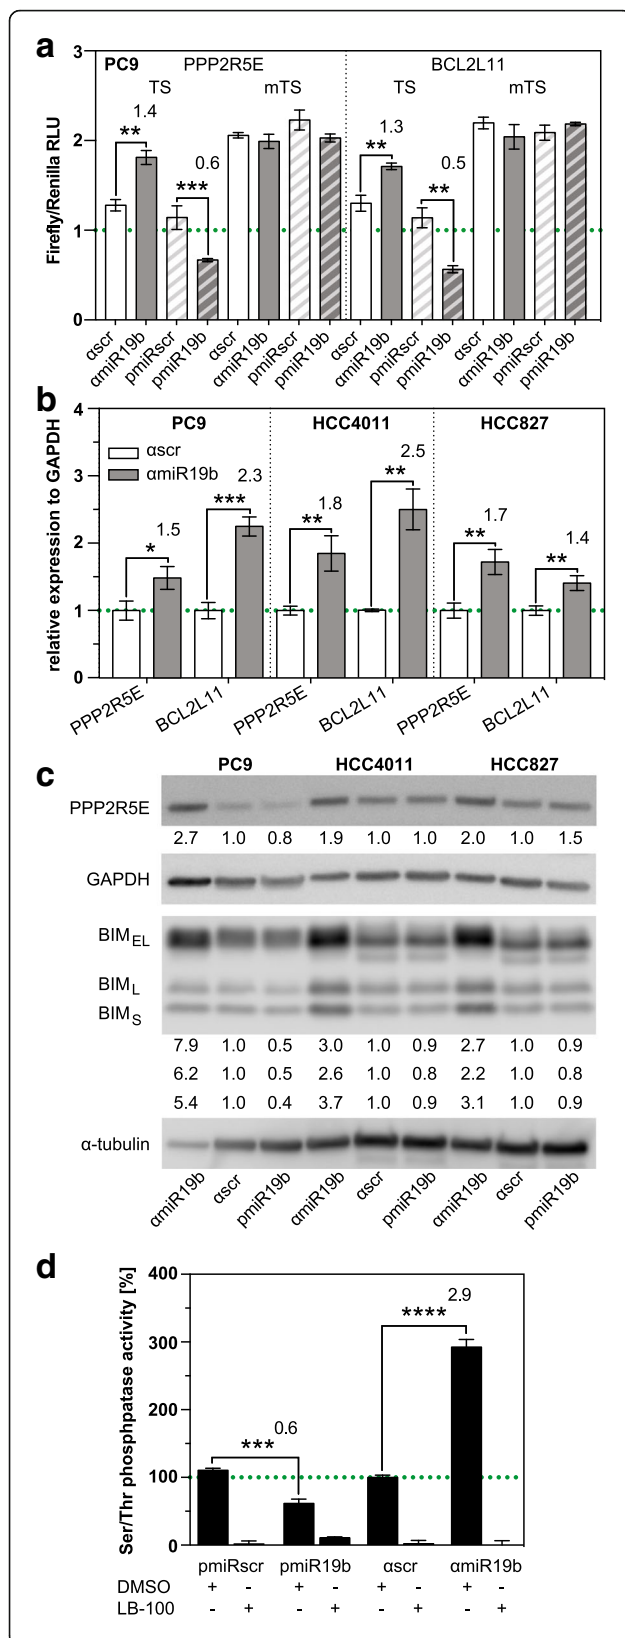 a
3
PC9 PPP2R5E BCL2L11
TS mTS TS mTS
1.4 1.3
** **
2
0.6 0.5
*** **
Firefly/Renilla RLU
1
0
αscr αmiR19b pmiRscr pmiR19b αscr αmiR19b pmiRscr pmiR19b αscr αmiR19b pmiRscr pmiR19b αscr αmiR19b pmiRscr pmiR19b
b
4
PC9 HCC4011 HCC827
αscr
αmiR19b
3
2.3 2.5
*** **
1.5 1.8 1.7 1.4
* ** ** **
relative expression to GAPDH
2
1
0
PPP2R5E BCL2L11 PPP2R5E BCL2L11 PPP2R5E BCL2L11
c
PC9 HCC4011 HCC827
PPP2R5E
2.7 1.0 0.8 1.9 1.0 1.0 2.0 1.0 1.5
GAPDH
BIM EL
BIM L
BIM S
7.9 1.0 0.5 3.0 1.0 0.9 2.7 1.0 0.9
6.2 1.0 0.5 2.6 1.0 0.8 2.2 1.0 0.8
5.4 1.0 0.4 3.7 1.0 0.9 3.1 1.0 0.9
α-tubulin
αmiR19b αscr pmiR19b αmiR19b αscr pmiR19b αmiR19b αscr pmiR19b
d
400
2.9
****
300
200
0.6
***
Ser/Thr phosphpatase activity [%]
100
0
pmiRscr pmiR19b αscr αmiR19b
DMSO + - + - + - + -
LB-100 - + - + - + - +